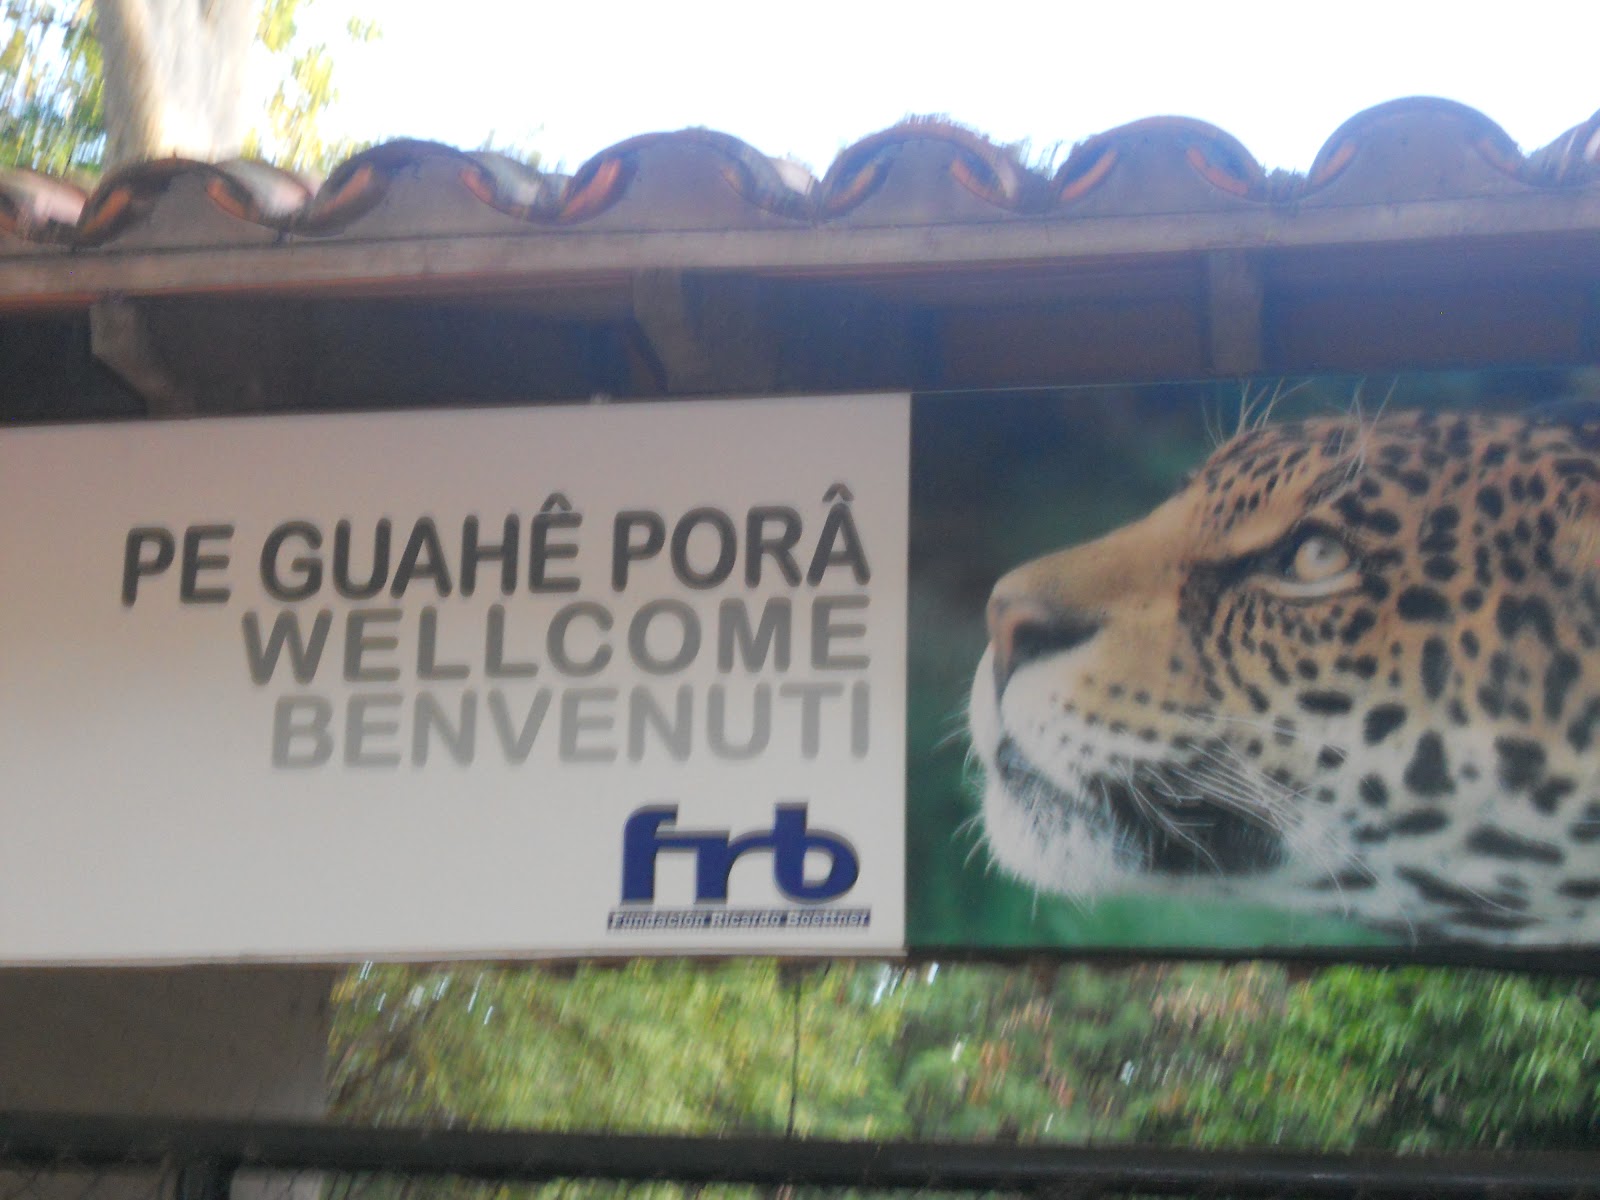 PE GUAHÊ PORÂ
WELLCOME
BENVENUTI
frb
Fundación Ricardo Boettner